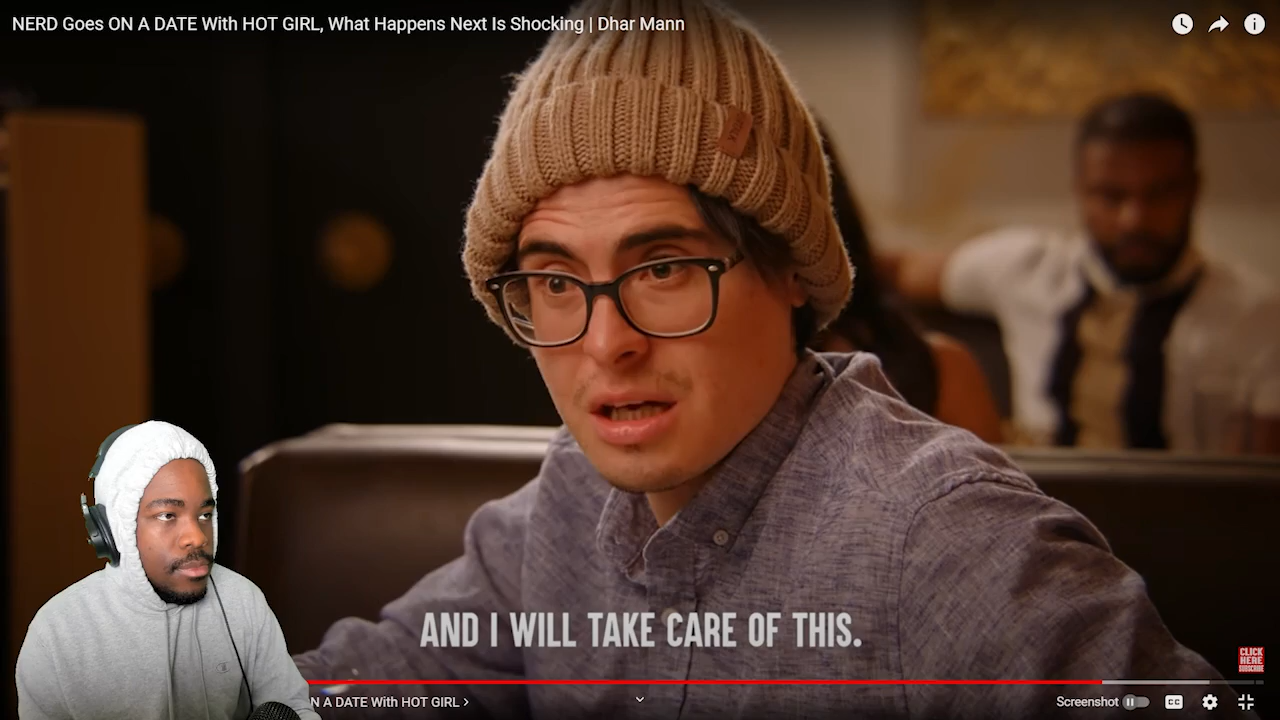 NERD Goes ON A DATE With HOT GIRL, What Happens Next Is Shocking | Dhar Mann
AND I WILL TAKE CARE OF THIS.
CLICK
HERE
SUBSCRIBE
N A DATE With HOT GIRL >
Screenshot
CC